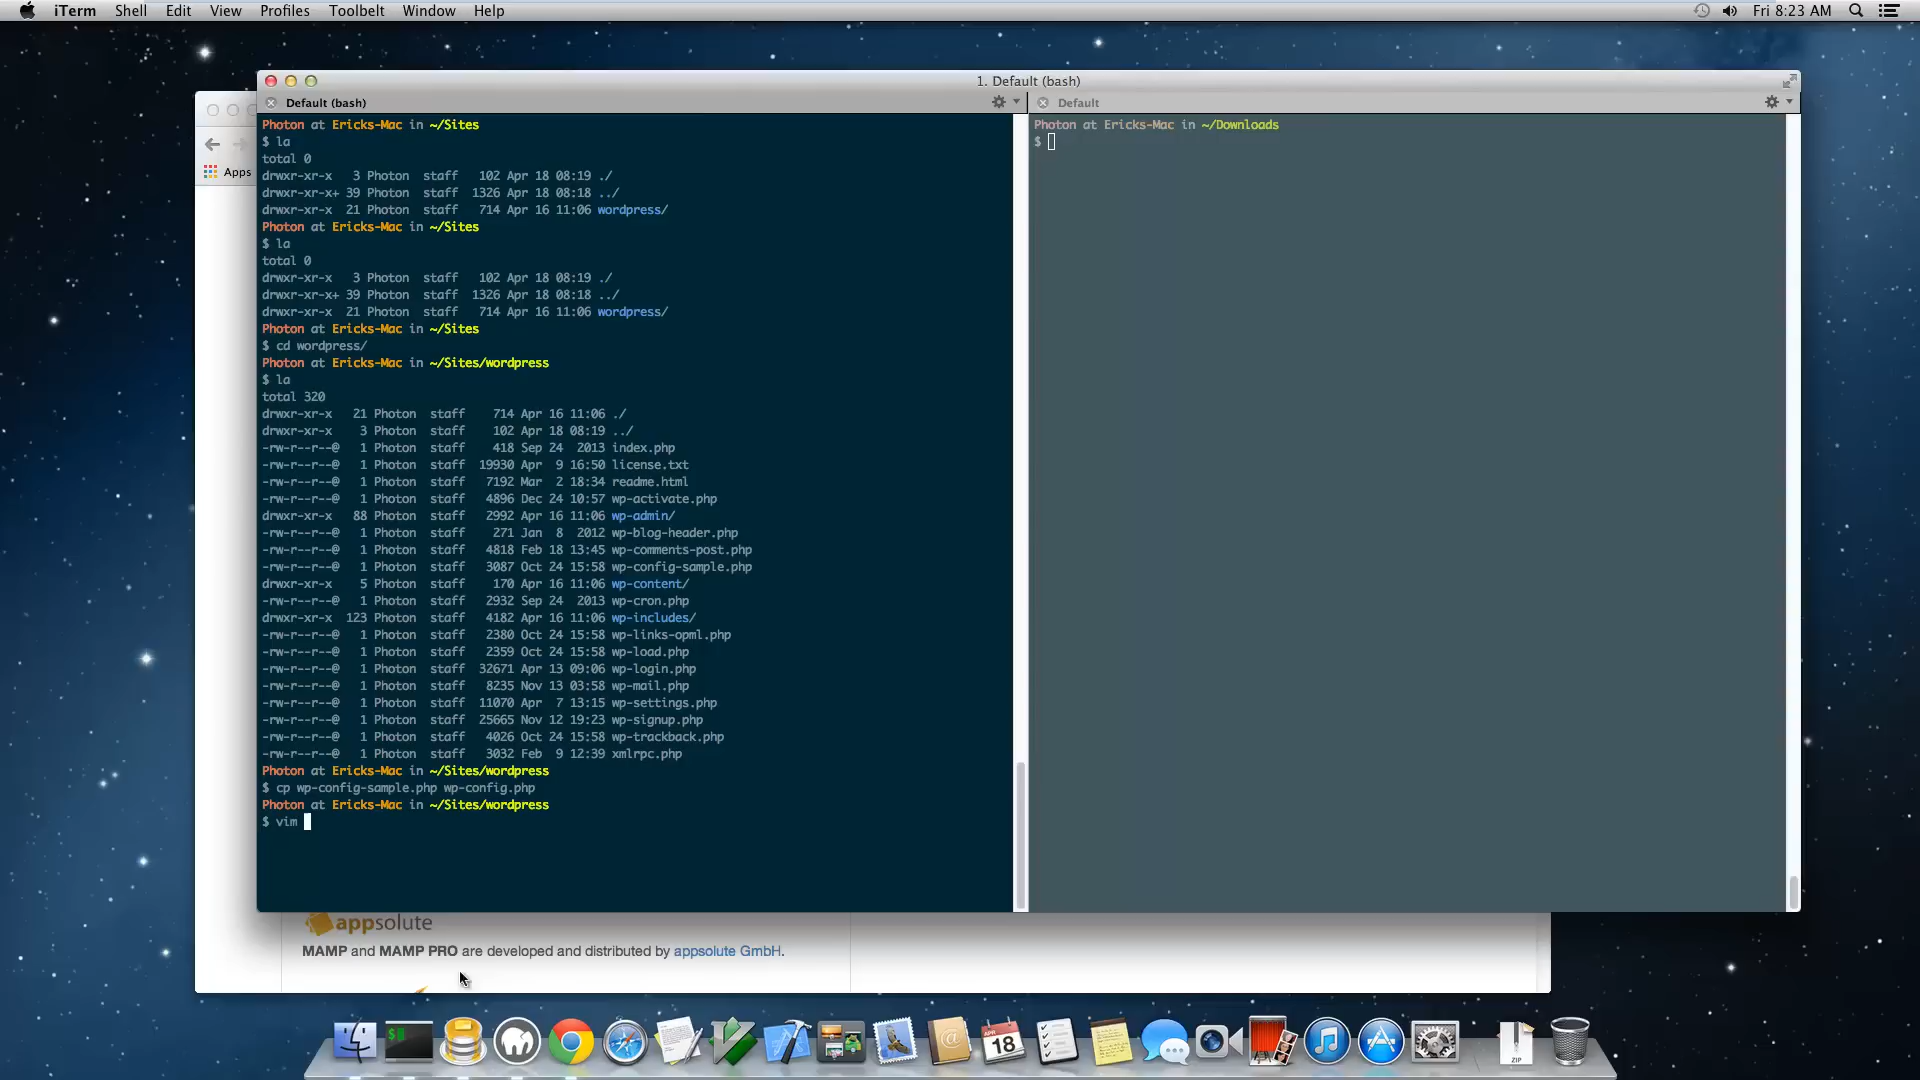 iTerm Shell Edit View Profiles Toolbelt Window Help Fri 8:23 AM
1. Default (bash)
Default (bash)
Photon at Ericks-Mac in ~/Sites
$ la
total 0
drwxr-xr-x 3 Photon staff 102 Apr 18 08:19 ./
drwxr-xr-x+ 39 Photon staff 1326 Apr 18 08:18 ../
drwxr-xr-x 21 Photon staff 714 Apr 16 11:06 wordpress/
Photon at Ericks-Mac in ~/Sites
$ la
total 0
drwxr-xr-x 3 Photon staff 102 Apr 18 08:19 ./
drwxr-xr-x+ 39 Photon staff 1326 Apr 18 08:18 ../
drwxr-xr-x 21 Photon staff 714 Apr 16 11:06 wordpress/
Photon at Ericks-Mac in ~/Sites
$ cd wordpress/
Photon at Ericks-Mac in ~/Sites/wordpress
$ la
total 320
drwxr-xr-x 21 Photon staff 714 Apr 16 11:06 ./
drwxr-xr-x 3 Photon staff 102 Apr 18 08:19 ../
-rw-r--r--@ 1 Photon staff 418 Sep 24 2013 index.php
-rw-r--r--@ 1 Photon staff 19930 Apr 9 16:50 license.txt
-rw-r--r--@ 1 Photon staff 7192 Mar 2 18:34 readme.html
-rw-r--r--@ 1 Photon staff 4896 Dec 24 10:57 wp-activate.php
drwxr-xr-x 88 Photon staff 2992 Apr 16 11:06 wp-admin/
-rw-r--r--@ 1 Photon staff 271 Jan 8 2012 wp-blog-header.php
-rw-r--r--@ 1 Photon staff 4818 Feb 18 13:45 wp-comments-post.php
-rw-r--r--@ 1 Photon staff 3087 Oct 24 15:58 wp-config-sample.php
drwxr-xr-x 5 Photon staff 170 Apr 16 11:06 wp-content/
-rw-r--r--@ 1 Photon staff 2932 Sep 24 2013 wp-cron.php
drwxr-xr-x 123 Photon staff 4182 Apr 16 11:06 wp-includes/
-rw-r--r--@ 1 Photon staff 2380 Oct 24 15:58 wp-links-opml.php
-rw-r--r--@ 1 Photon staff 2359 Oct 24 15:58 wp-load.php
-rw-r--r--@ 1 Photon staff 32671 Apr 13 09:06 wp-login.php
-rw-r--r--@ 1 Photon staff 8235 Nov 13 03:58 wp-mail.php
-rw-r--r--@ 1 Photon staff 11070 Apr 7 13:15 wp-settings.php
-rw-r--r--@ 1 Photon staff 25665 Nov 12 19:23 wp-signup.php
-rw-r--r--@ 1 Photon staff 4026 Oct 24 15:58 wp-trackback.php
-rw-r--r--@ 1 Photon staff 3032 Feb 9 12:39 xmlrpc.php
Photon at Ericks-Mac in ~/Sites/wordpress
$ cp wp-config-sample.php wp-config.php
Photon at Ericks-Mac in ~/Sites/wordpress
$ vim
Default
Photon at Ericks-Mac in ~/Downloads
$
Apps
appsolute
MAMP and MAMP PRO are developed and distributed by appsolute GmbH.
$
APR
18
ZIP